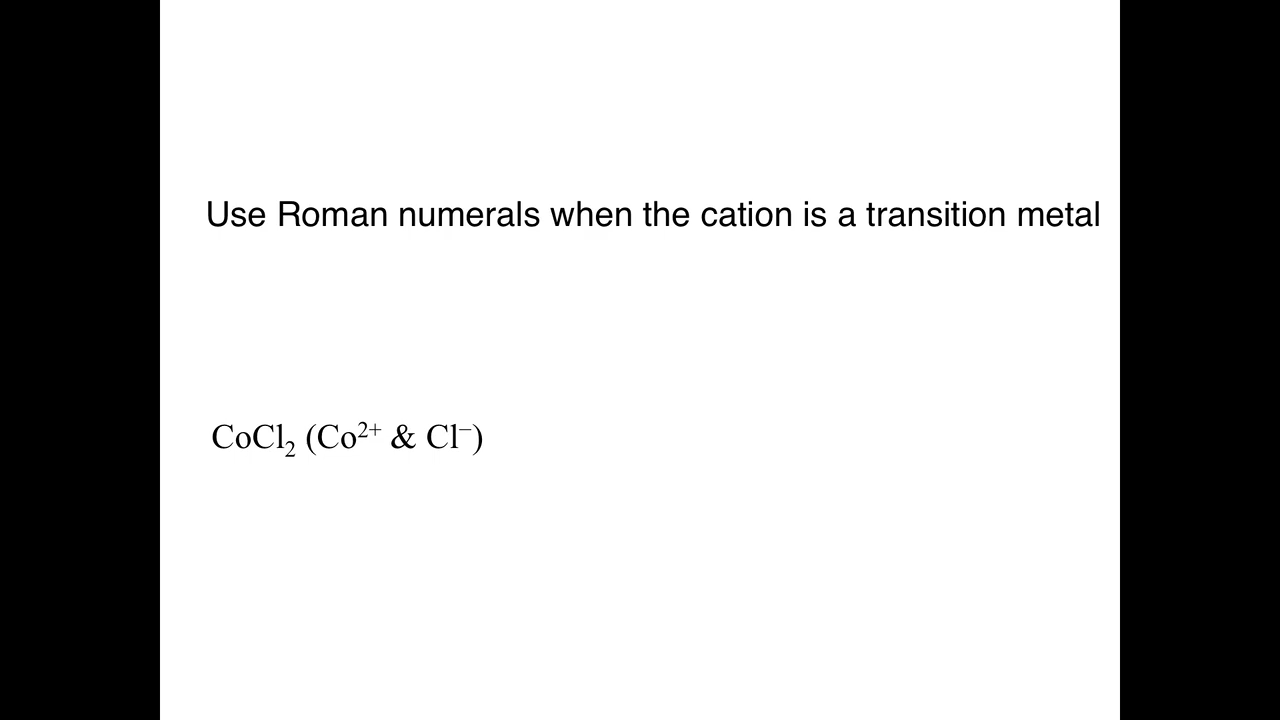 Use Roman numerals when the cation is a transition metal
CoCl₂ (Co²⁺ & Cl⁻)